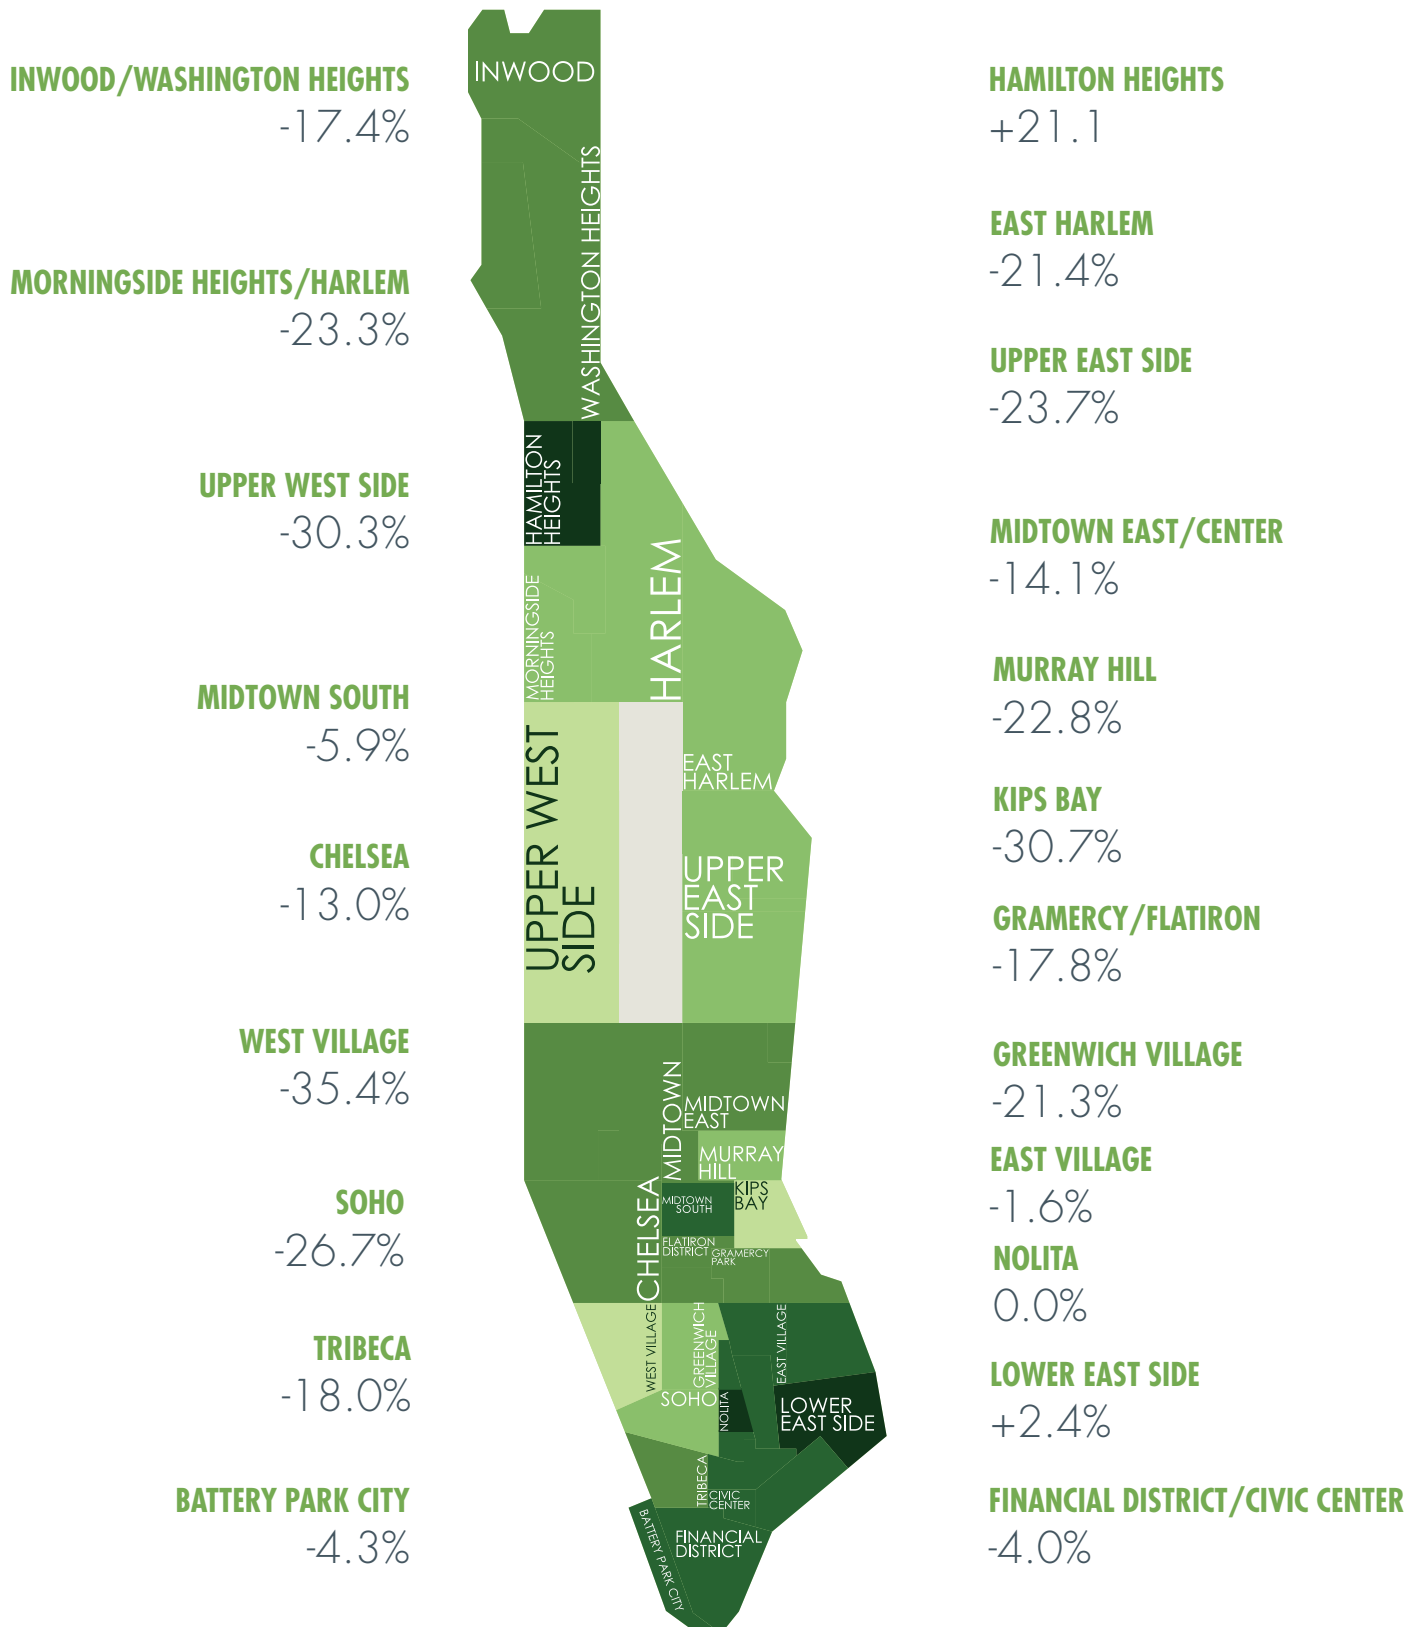 INWOOD/WASHINGTON HEIGHTS
-17.4%
MORNINGSIDE HEIGHTS/HARLEM
-23.3%
UPPER WEST SIDE
-30.3%
MIDTOWN SOUTH
-5.9%
CHELSEA
-13.0%
WEST VILLAGE
-35.4%
SOHO
-26.7%
TRIBECA
-18.0%
BATTERY PARK CITY
-4.3%
INWOOD
WASHINGTON HEIGHTS
HAMILTON
HEIGHTS
HARLEM
MORNINGSIDE
HEIGHTS
UPPER WEST
SIDE
EAST
HARLEM
UPPER
EAST
SIDE
MIDTOWN
MIDTOWN
EAST
MURRAY
HILL
CHELSEA
MIDTOWN
SOUTH
KIPS
BAY
FLATIRON
DISTRICT
GRAMERCY
PARK
WEST VILLAGE
GREENWICH
VILLAGE
EAST VILLAGE
SOHO
NOLITA
LOWER
EAST SIDE
TRIBECA
CIVIC
CENTER
BATTERY PARK CITY
FINANCIAL
DISTRICT
HAMILTON HEIGHTS
+21.1
EAST HARLEM
-21.4%
UPPER EAST SIDE
-23.7%
MIDTOWN EAST/CENTER
-14.1%
MURRAY HILL
-22.8%
KIPS BAY
-30.7%
GRAMERCY/FLATIRON
-17.8%
GREENWICH VILLAGE
-21.3%
EAST VILLAGE
-1.6%
NOLITA
0.0%
LOWER EAST SIDE
+2.4%
FINANCIAL DISTRICT/CIVIC CENTER
-4.0%